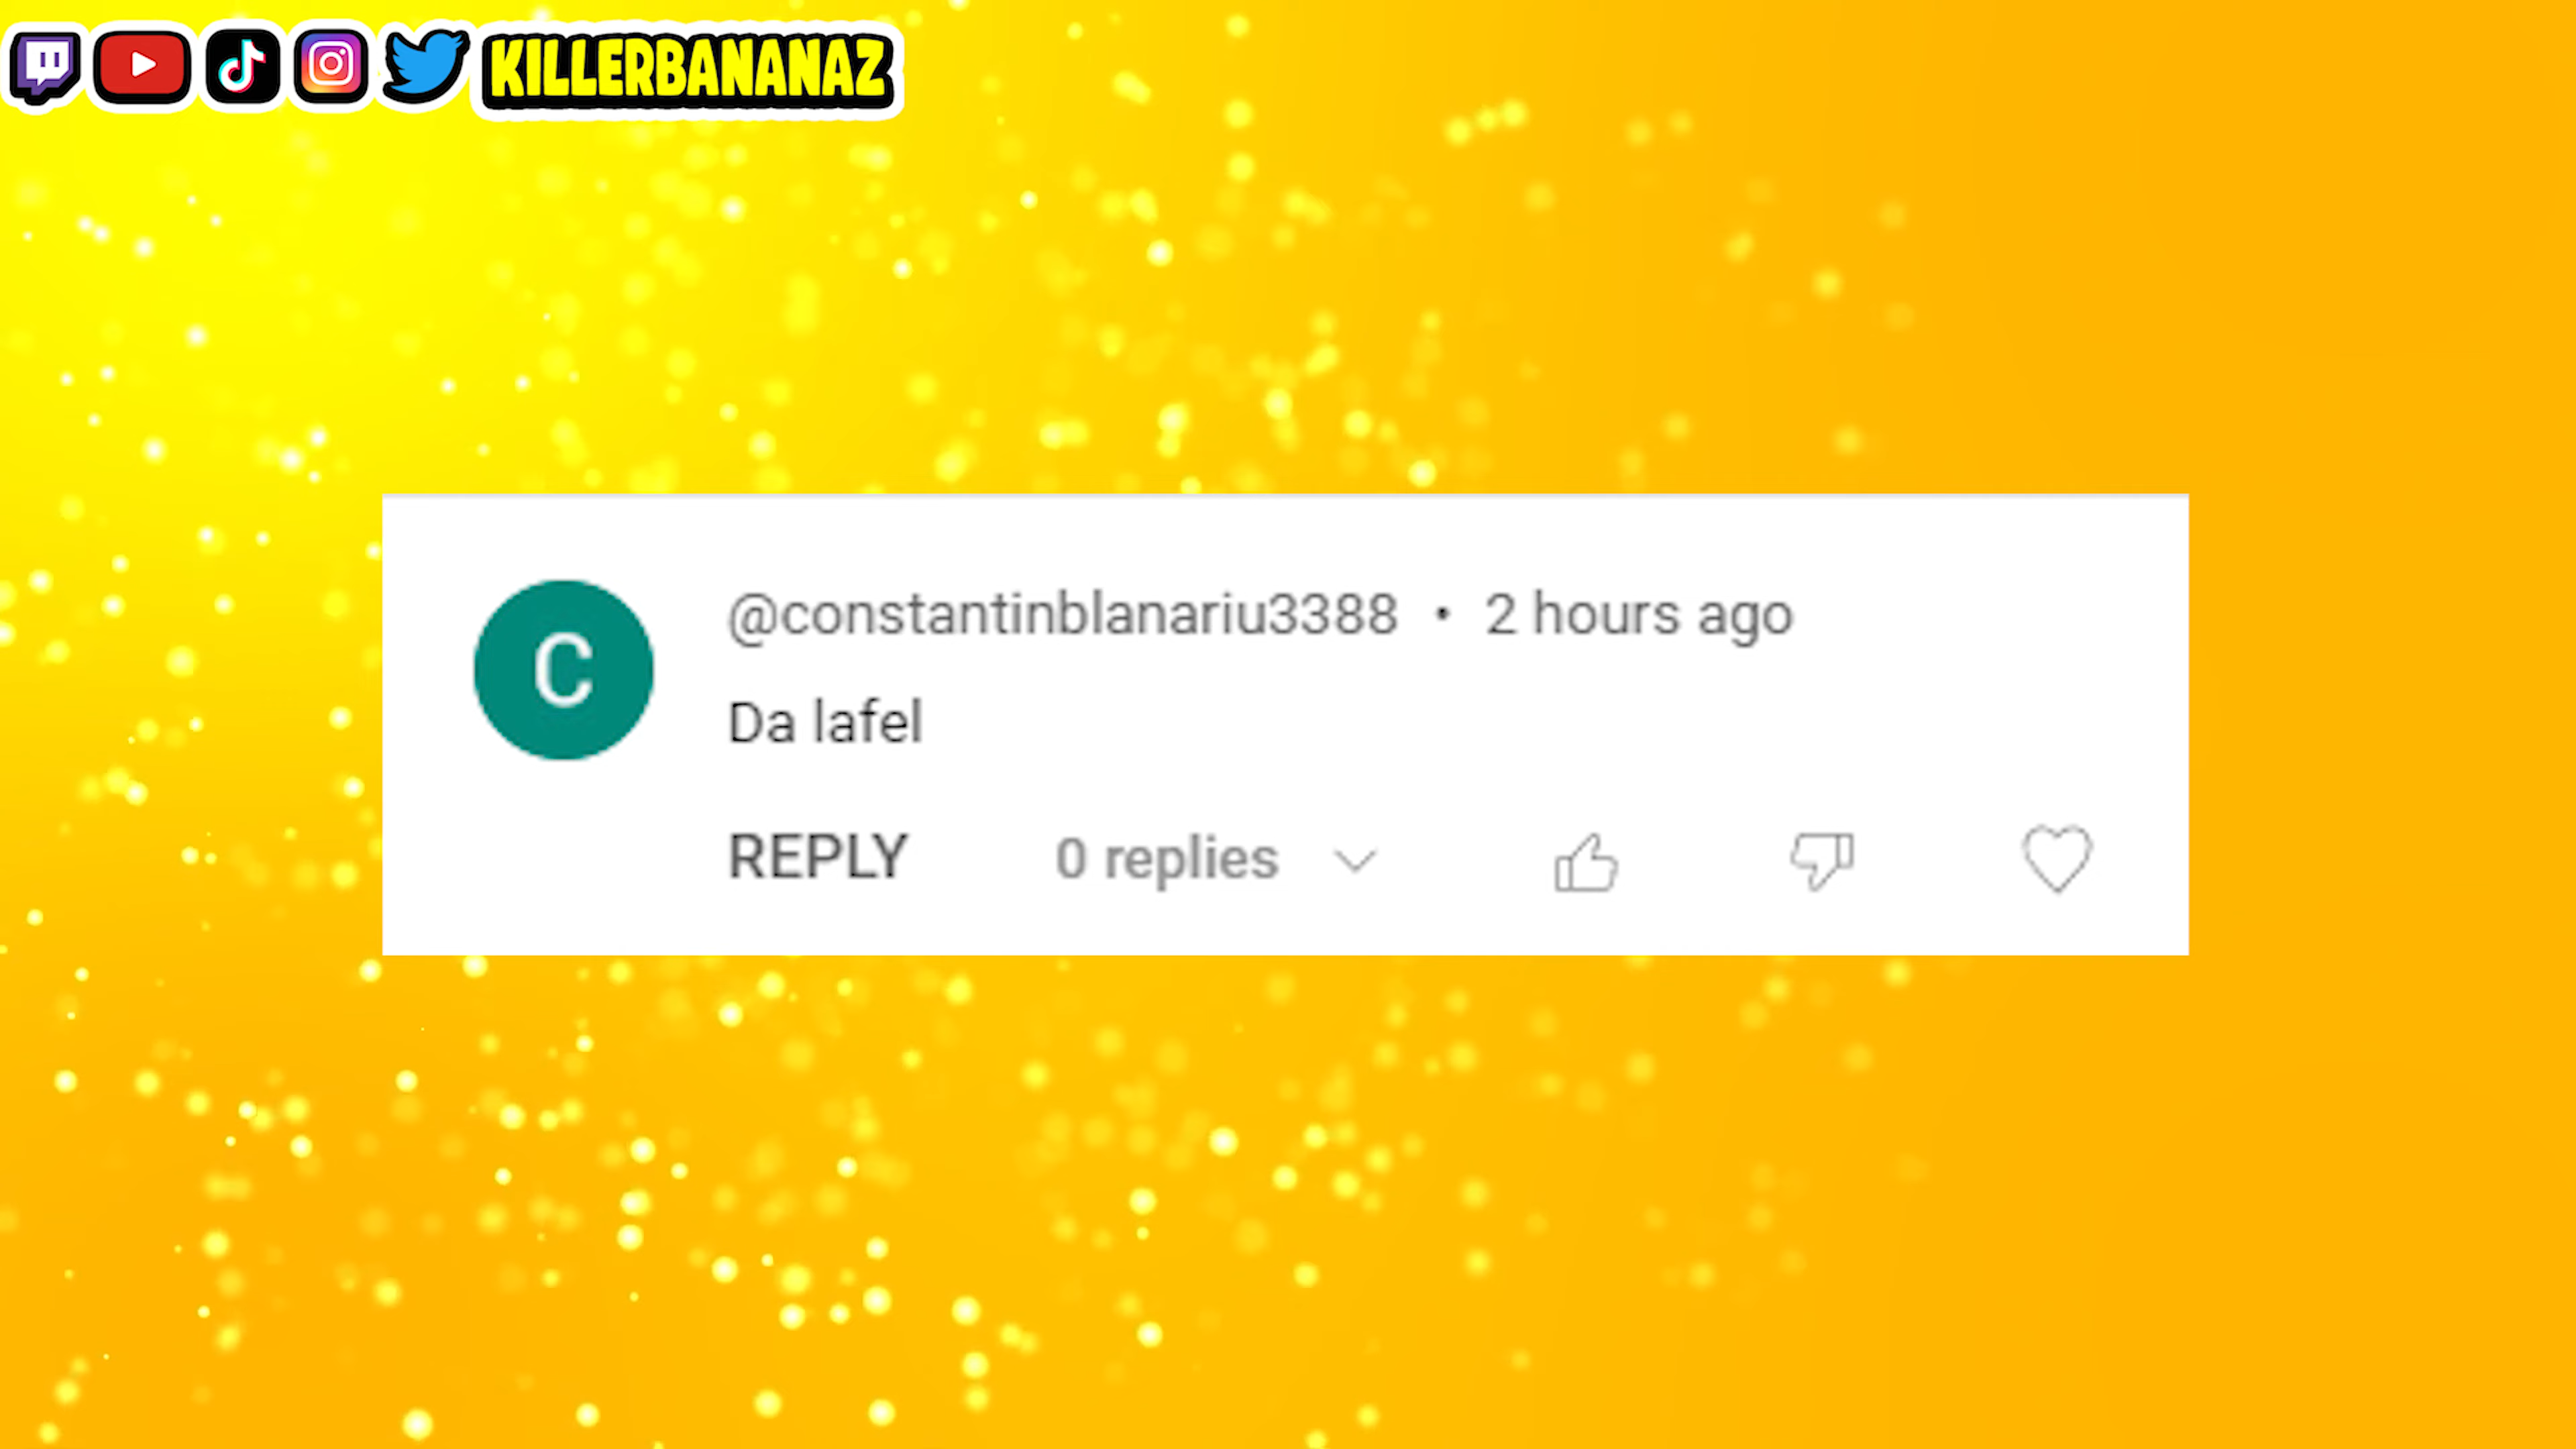 KILLERBANANAZ
C
@constantinblanariu3388 • 2 hours ago
Da lafel
REPLY 0 replies